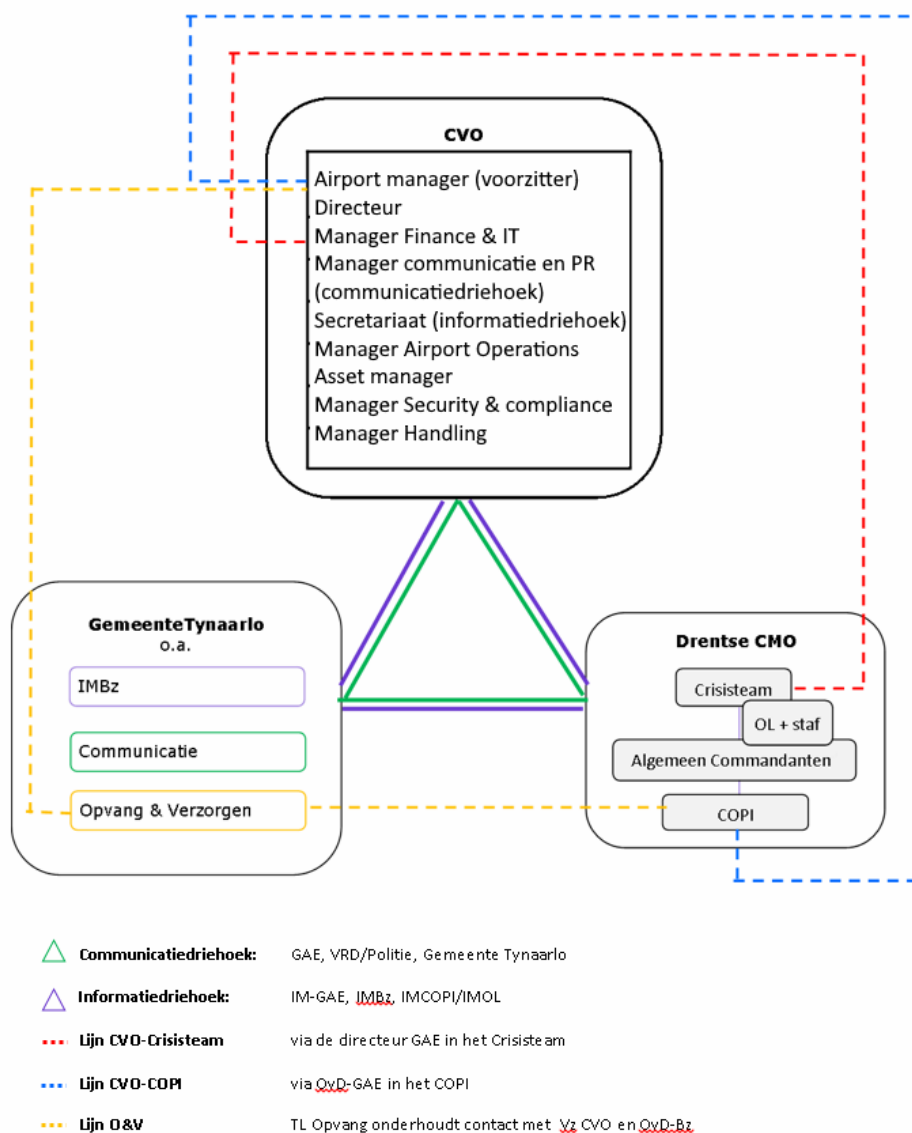 CVO
Airport manager (voorzitter)
Directeur
Manager Finance & IT
Manager communicatie en PR
(communicatiedriehoek)
Secretariaat (informatiedriehoek)
Manager Airport Operations
Asset manager
Manager Security & compliance
Manager Handling
GemeenteTynaarlo
o.a.
IMBz
Communicatie
Opvang & Verzorgen
Drentse CMO
Crisisteam
OL + staf
Algemeen Commandanten
COPI
Communicatiedriehoek: GAE, VRD/Politie, Gemeente Tynaarlo
Informatiedriehoek: IM-GAE, IMBz, IMCOPI/IMOL
Lijn CVO-Crisisteam via de directeur GAE in het Crisisteam
Lijn CVO-COPI via OvD-GAE in het COPI
Lijn O&V TL Opvang onderhoudt contact met Vz CVO en OvD-Bz